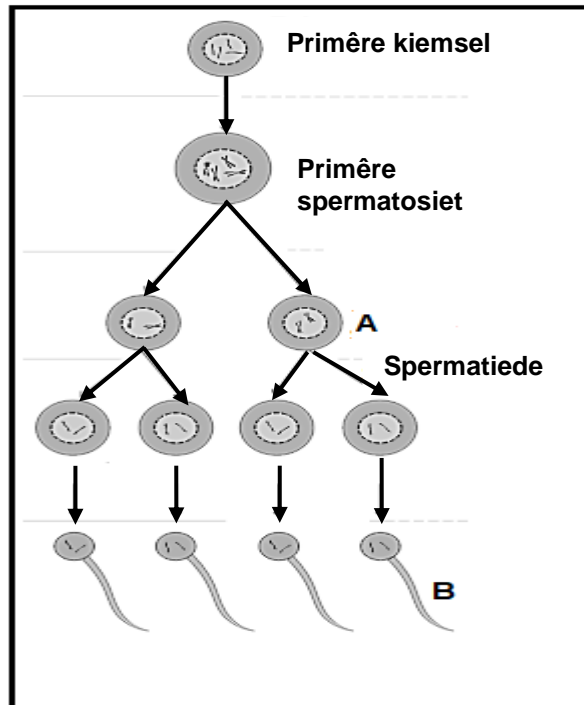 Primêre kiemsel
Primêre
spermatosiet
A
Spermatiede
B